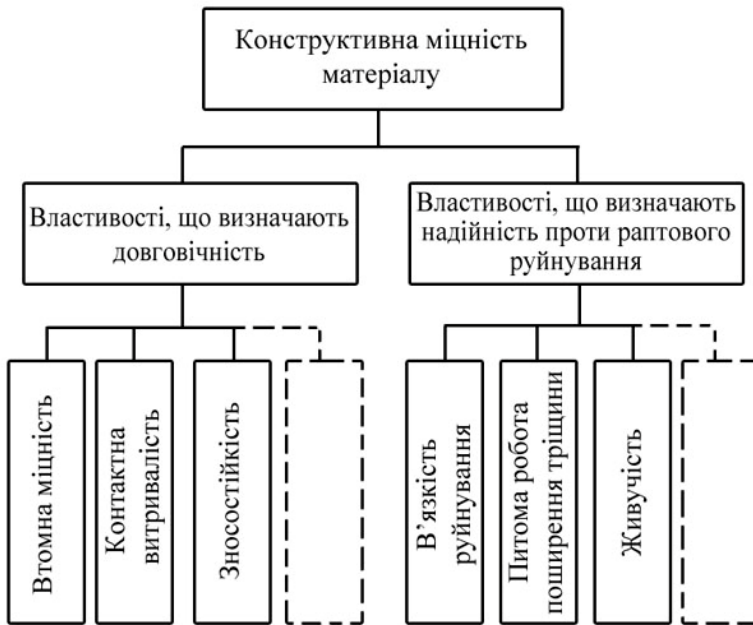 Конструктивна міцність
матеріалу
Властивості, що визначають
довговічність
Властивості, що визначають
надійність проти раптового
руйнування
Втомна міцність
Контактна
витривалість
Зносостійкість
В’язкість
руйнування
Питома робота
поширення тріщини
Живучість